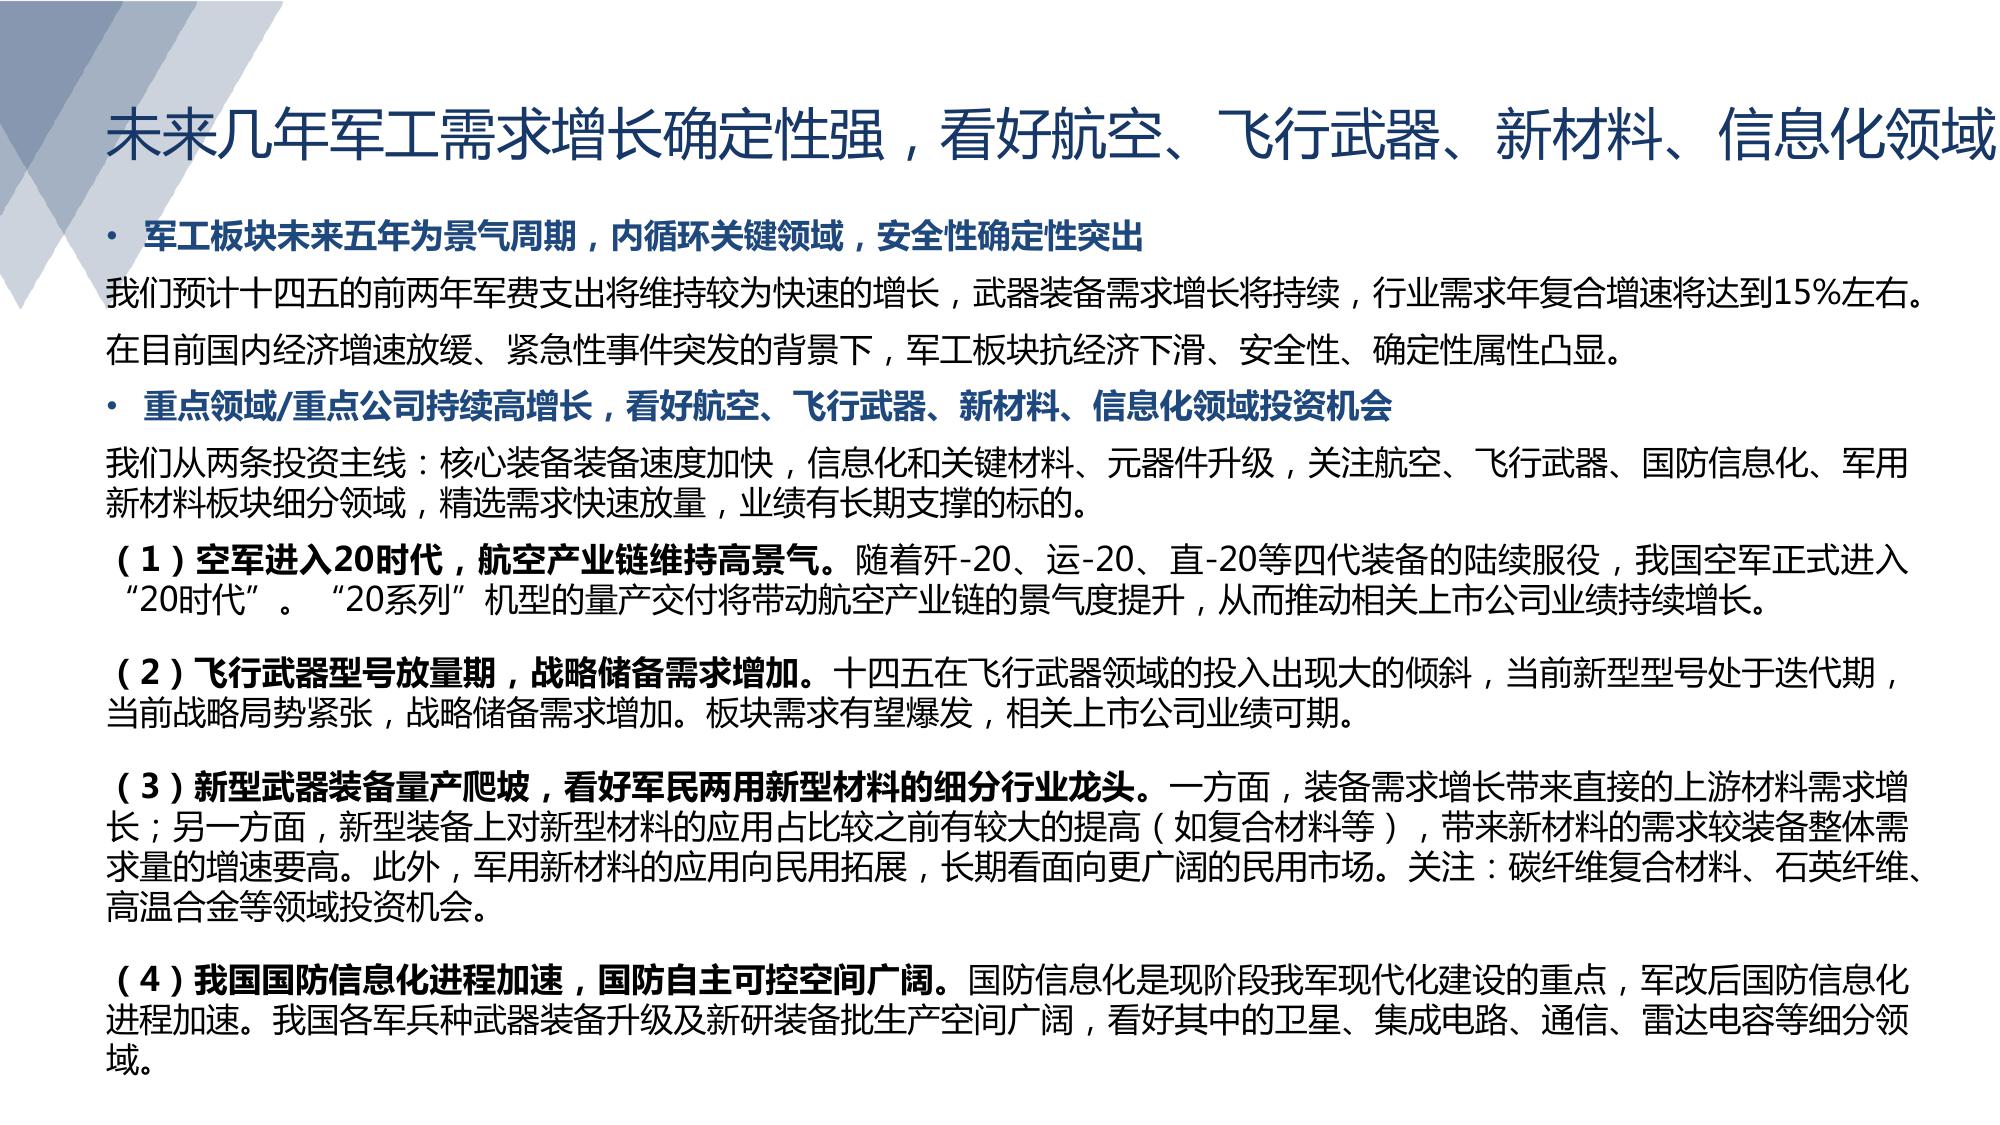 未来几年军工需求增长确定性强，看好航空、飞行武器、新材料、信息化领域
• 军工板块未来五年为景气周期，内循环关键领域，安全性确定性突出
我们预计十四五的前两年军费支出将维持较为快速的增长，武器装备需求增长将持续，行业需求年复合增速将达到15%左右。
在目前国内经济增速放缓、紧急性事件突发的背景下，军工板块抗经济下滑、安全性、确定性属性凸显。
• 重点领域/重点公司持续高增长，看好航空、飞行武器、新材料、信息化领域投资机会
我们从两条投资主线：核心装备装备速度加快，信息化和关键材料、元器件升级，关注航空、飞行武器、国防信息化、军用
新材料板块细分领域，精选需求快速放量，业绩有长期支撑的标的。
（1）空军进入20时代，航空产业链维持高景气。随着歼-20、运-20、直-20等四代装备的陆续服役，我国空军正式进入
“20时代”。“20系列”机型的量产交付将带动航空产业链的景气度提升，从而推动相关上市公司业绩持续增长。
（2）飞行武器型号放量期，战略储备需求增加。十四五在飞行武器领域的投入出现大的倾斜，当前新型型号处于迭代期，
当前战略局势紧张，战略储备需求增加。板块需求有望爆发，相关上市公司业绩可期。
（3）新型武器装备量产爬坡，看好军民两用新型材料的细分行业龙头。一方面，装备需求增长带来直接的上游材料需求增
长；另一方面，新型装备上对新型材料的应用占比较之前有较大的提高（如复合材料等），带来新材料的需求较装备整体需
求量的增速要高。此外，军用新材料的应用向民用拓展，长期看面向更广阔的民用市场。关注：碳纤维复合材料、石英纤维、
高温合金等领域投资机会。
（4）我国国防信息化进程加速，国防自主可控空间广阔。国防信息化是现阶段我军现代化建设的重点，军改后国防信息化
进程加速。我国各军兵种武器装备升级及新研装备批生产空间广阔，看好其中的卫星、集成电路、通信、雷达电容等细分领
域。